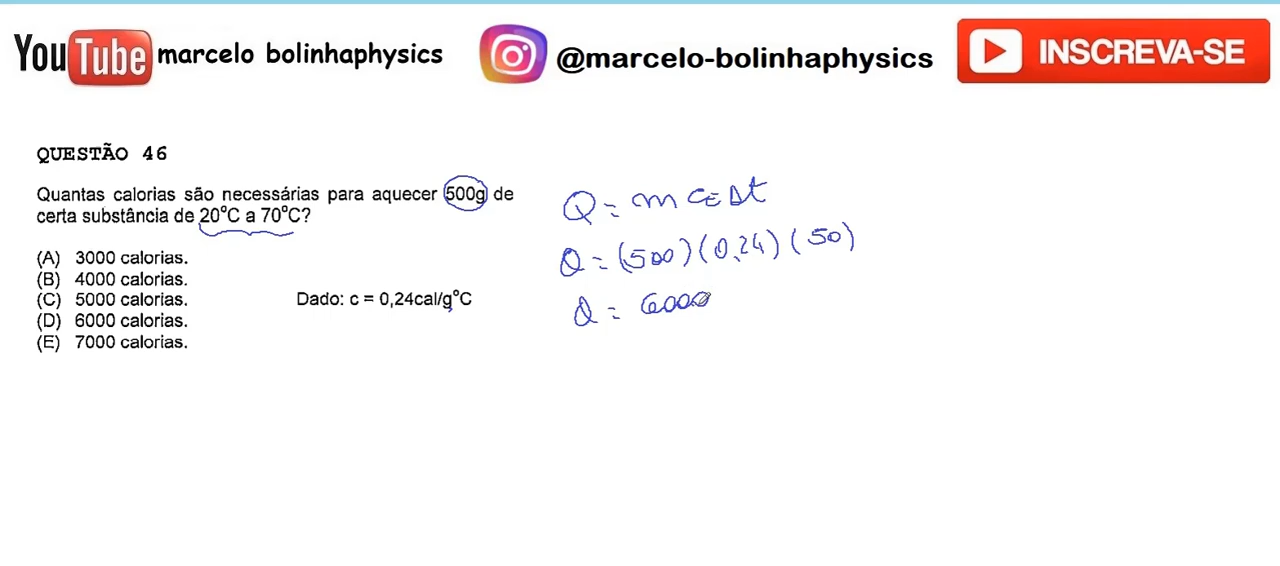 YouTube marcelo bolinhaphysics @marcelo-bolinhaphysics INSCREVA-SE
QUESTÃO 46
Quantas calorias são necessárias para aquecer 500g de
certa substância de 20°C a 70°C?
(A) 3000 calorias.
(B) 4000 calorias.
(C) 5000 calorias.
(D) 6000 calorias.
(E) 7000 calorias.
Dado: c = 0,24cal/g°C
Q = m c E Δt
Q = (500)(0,24)(50)
Q = 6000